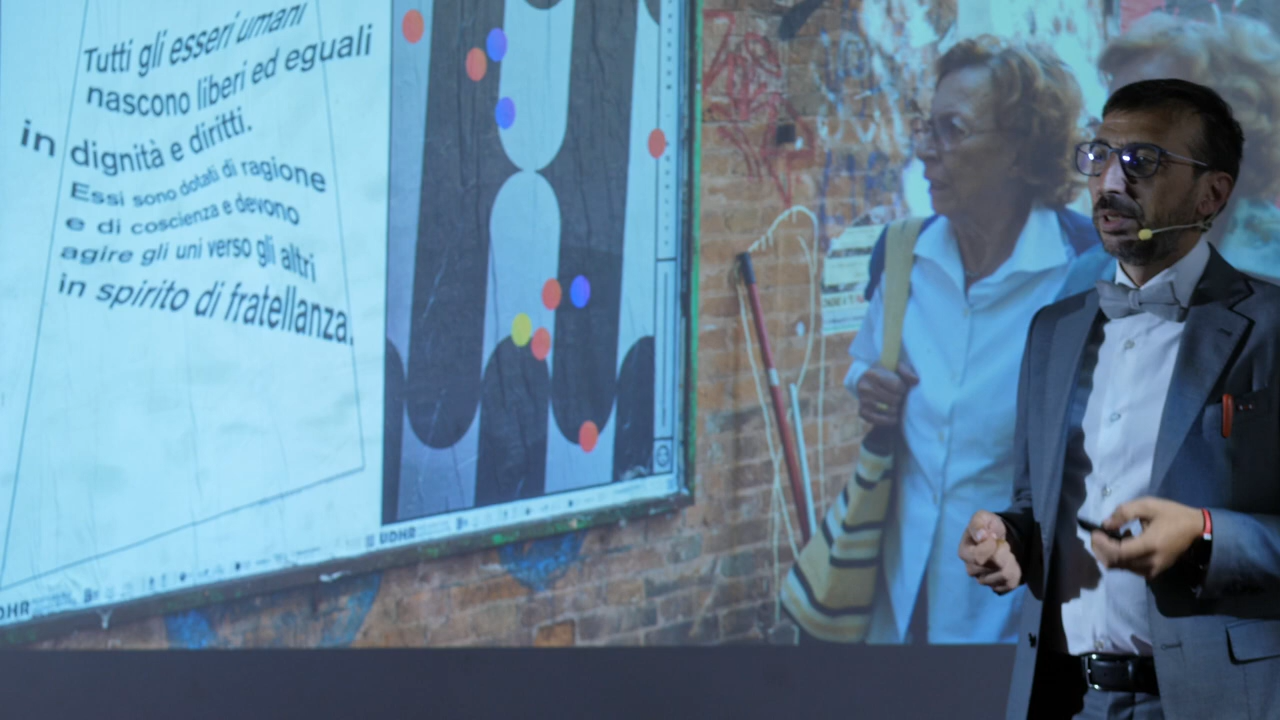 Tutti gli esseri umani
nascono liberi ed eguali
in dignità e diritti.
Essi sono dotati di ragione
e di coscienza e devono
agire gli uni verso gli altri
in spirito di fratellanza.
UDHR